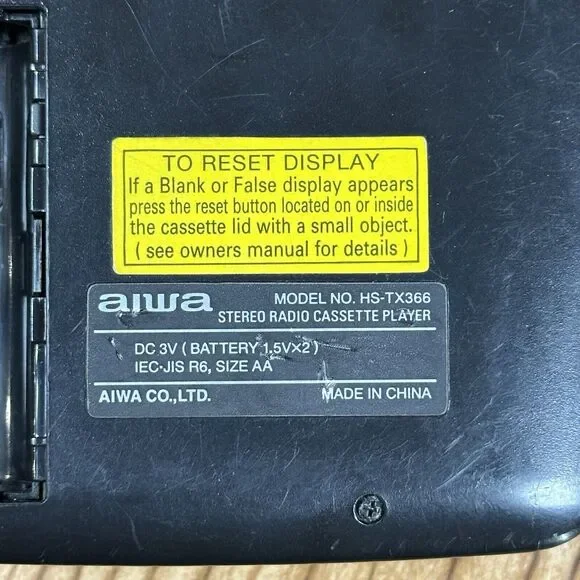 TO RESET DISPLAY
If a Blank or False display appears
press the reset button located on or inside
the cassette lid with a small object.
( see owners manual for details )
aiwa MODEL NO. HS-TX366
STEREO RADIO CASSETTE PLAYER
DC 3V ( BATTERY 1.5V×2 )
IEC·JIS R6, SIZE AA
AIWA CO.,LTD. MADE IN CHINA